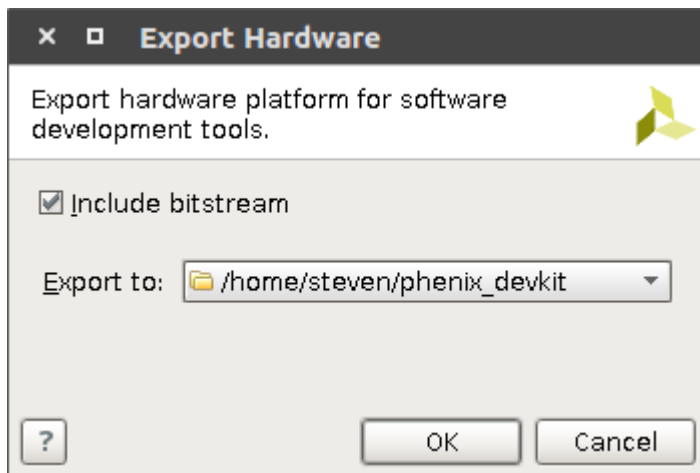 Export Hardware
Export hardware platform for software
development tools.
Include bitstream
Export to: /home/steven/phenix_devkit
?
OK
Cancel